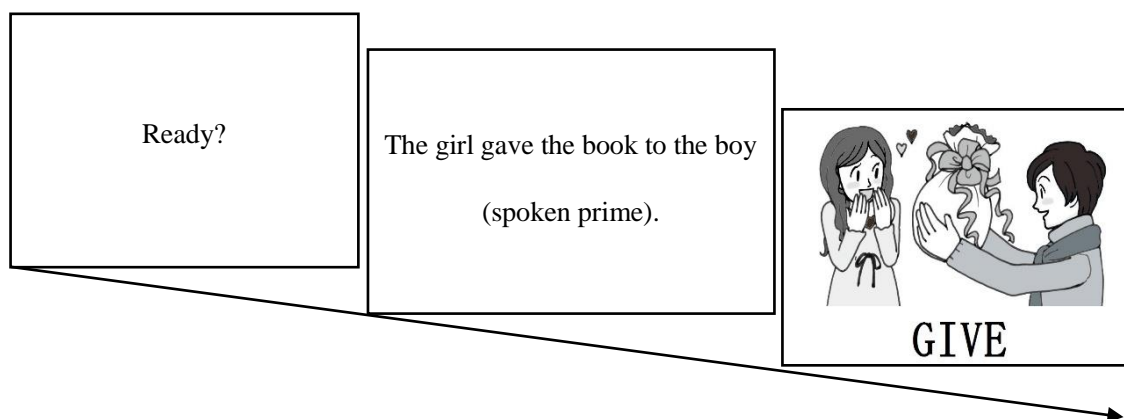 Ready?
The girl gave the book to the boy
(spoken prime).
GIVE